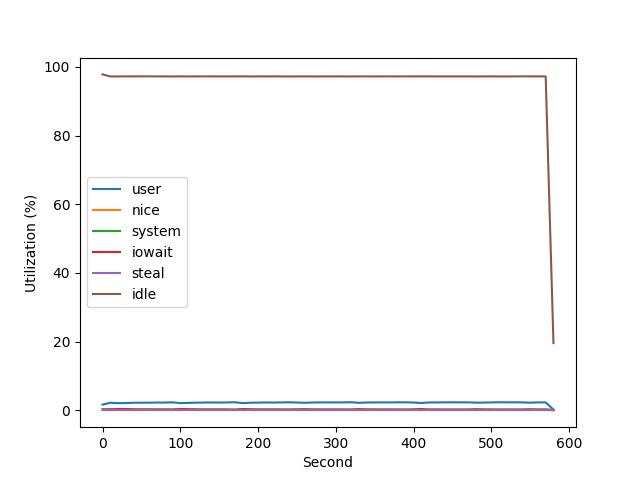 100
80
60
40
20
0
Utilization (%)
user
nice
system
iowait
steal
idle
0 100 200 300 400 500 600
Second